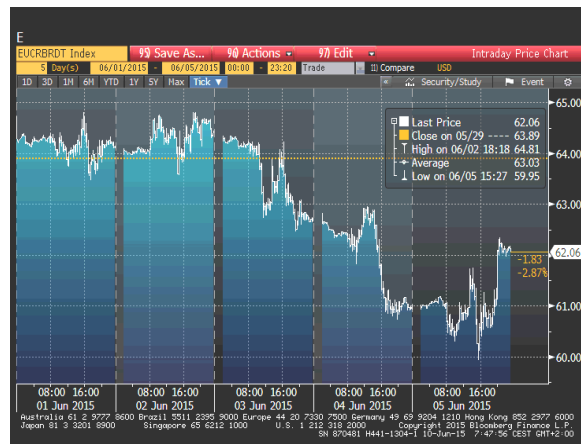 E
EUCRBRDT Index 95) Save As... 96) Actions 97) Edit Intraday Price Chart
5 Day(s) 06/01/2015 - 06/05/2015 00:00 - 23:20 Trade 11) Compare USD
1D 3D 1M 6M YTD 1Y 5Y Max Tick ▼ « Security/Study Event
65.00
Last Price 62.06
Close on 05/29 ---- 63.89
High on 06/02 18:18 64.81
Average 63.03
Low on 06/05 15:27 59.95
64.00
63.00
62.06
-1.83
-2.87%
61.00
60.00
08:00 16:00 08:00 16:00 08:00 16:00 08:00 16:00 08:00 16:00
01 Jun 2015 02 Jun 2015 03 Jun 2015 04 Jun 2015 05 Jun 2015
Australia 61 2 9777 8600 Brazil 5511 2395 9000 Europe 44 20 7330 7500 Germany 49 69 9204 1210 Hong Kong 852 2977 6000
Japan 81 3 3201 8900 Singapore 65 6212 1000 U.S. 1 212 318 2000 Copyright 2015 Bloomberg Finance L.P.
SN 870481 H441-1304-1 10-Jun-15 7:47:56 CEST GMT+2:00